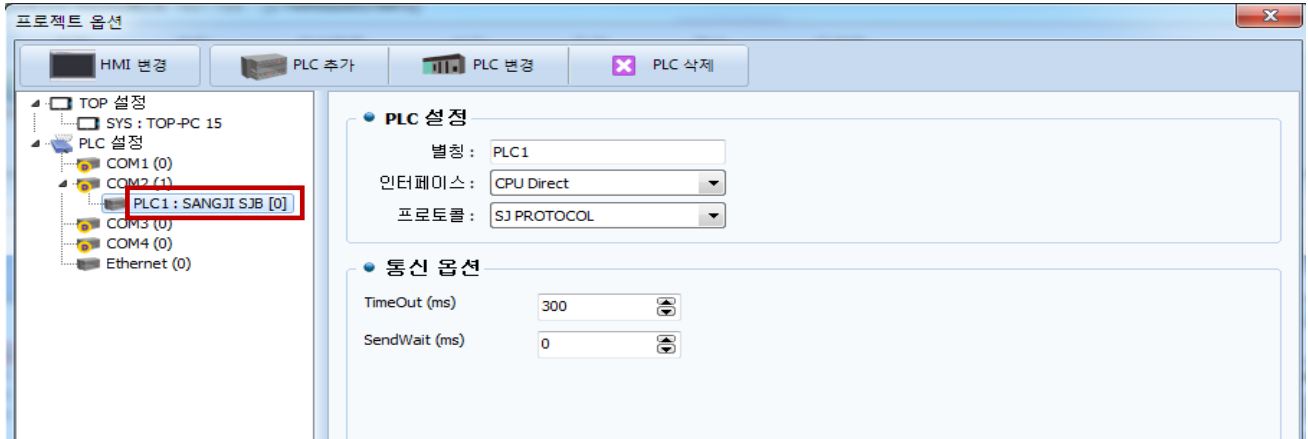 프로젝트 옵션
HMI 변경
PLC 추가
PLC 변경
PLC 삭제
TOP 설정
SYS : TOP-PC 15
PLC 설정
COM1 (0)
COM2 (1)
PLC1 : SANGJI SJB [0]
COM3 (0)
COM4 (0)
Ethernet (0)
PLC 설정
별칭 : PLC1
인터페이스 : CPU Direct
프로토콜 : SJ PROTOCOL
통신 옵션
TimeOut (ms) 300
SendWait (ms) 0